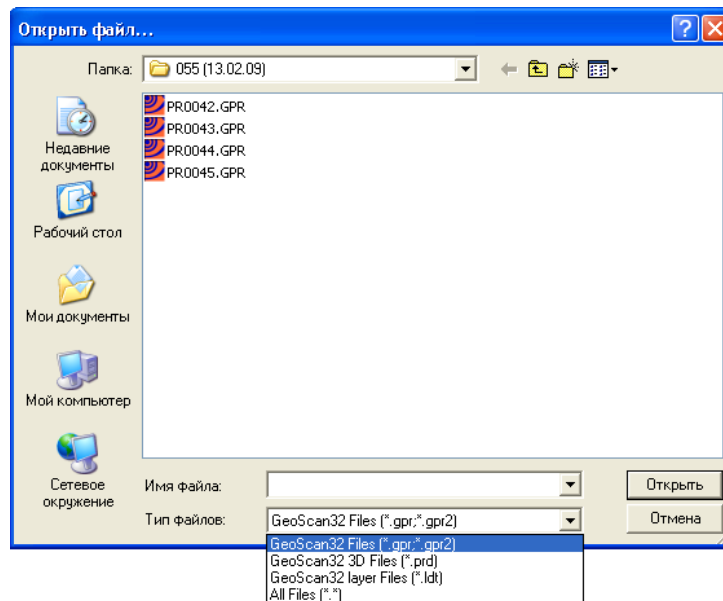 Открыть файл...
Папка: 055 (13.02.09)
PR0042.GPR
PR0043.GPR
PR0044.GPR
PR0045.GPR
Недавние
документы
Рабочий стол
Мои документы
Мой компьютер
Сетевое
окружение
Имя файла:
Открыть
Тип файлов: GeoScan32 Files (*.gpr;*.gpr2)
Отмена
GeoScan32 Files (*.gpr;*.gpr2)
GeoScan32 3D Files (*.prd)
GeoScan32 layer Files (*.ldt)
All Files (*.*)